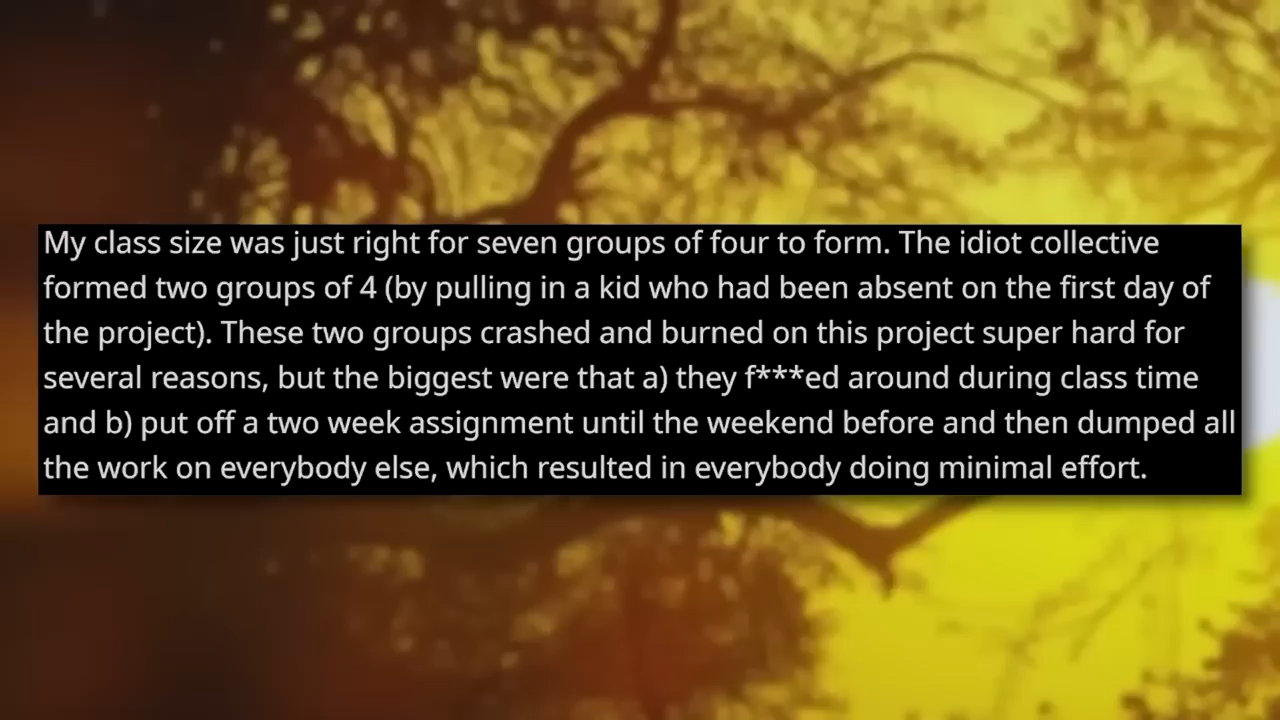 My class size was just right for seven groups of four to form. The idiot collective
formed two groups of 4 (by pulling in a kid who had been absent on the first day of
the project). These two groups crashed and burned on this project super hard for
several reasons, but the biggest were that a) they f***ed around during class time
and b) put off a two week assignment until the weekend before and then dumped all
the work on everybody else, which resulted in everybody doing minimal effort.